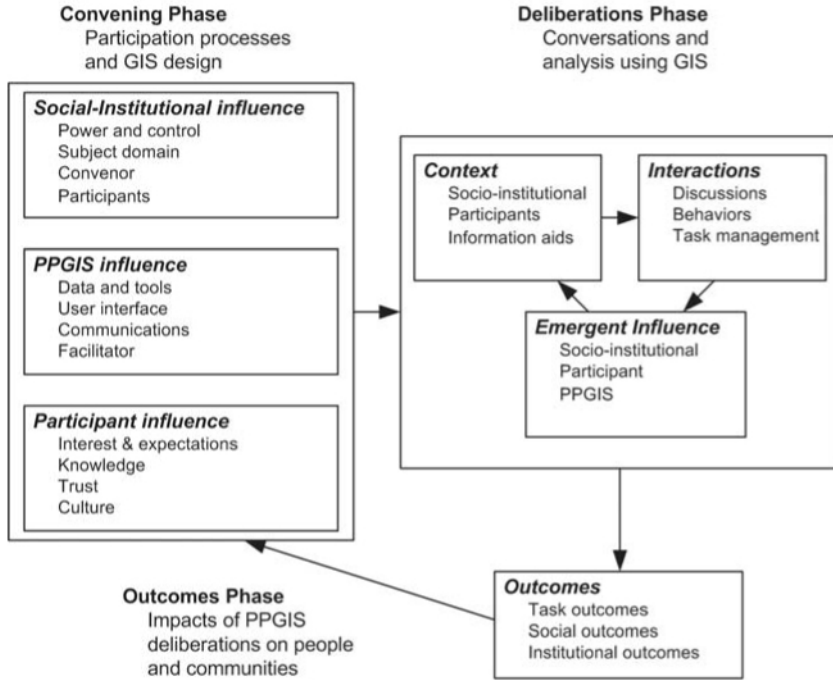 Convening Phase
Participation processes
and GIS design
Social-Institutional influence
Power and control
Subject domain
Convenor
Participants
PPGIS influence
Data and tools
User interface
Communications
Facilitator
Participant influence
Interest & expectations
Knowledge
Trust
Culture
Deliberations Phase
Conversations and
analysis using GIS
Context
Socio-institutional
Participants
Information aids
Interactions
Discussions
Behaviors
Task management
Emergent Influence
Socio-institutional
Participant
PPGIS
Outcomes Phase
Impacts of PPGIS
deliberations on people
and communities
Outcomes
Task outcomes
Social outcomes
Institutional outcomes